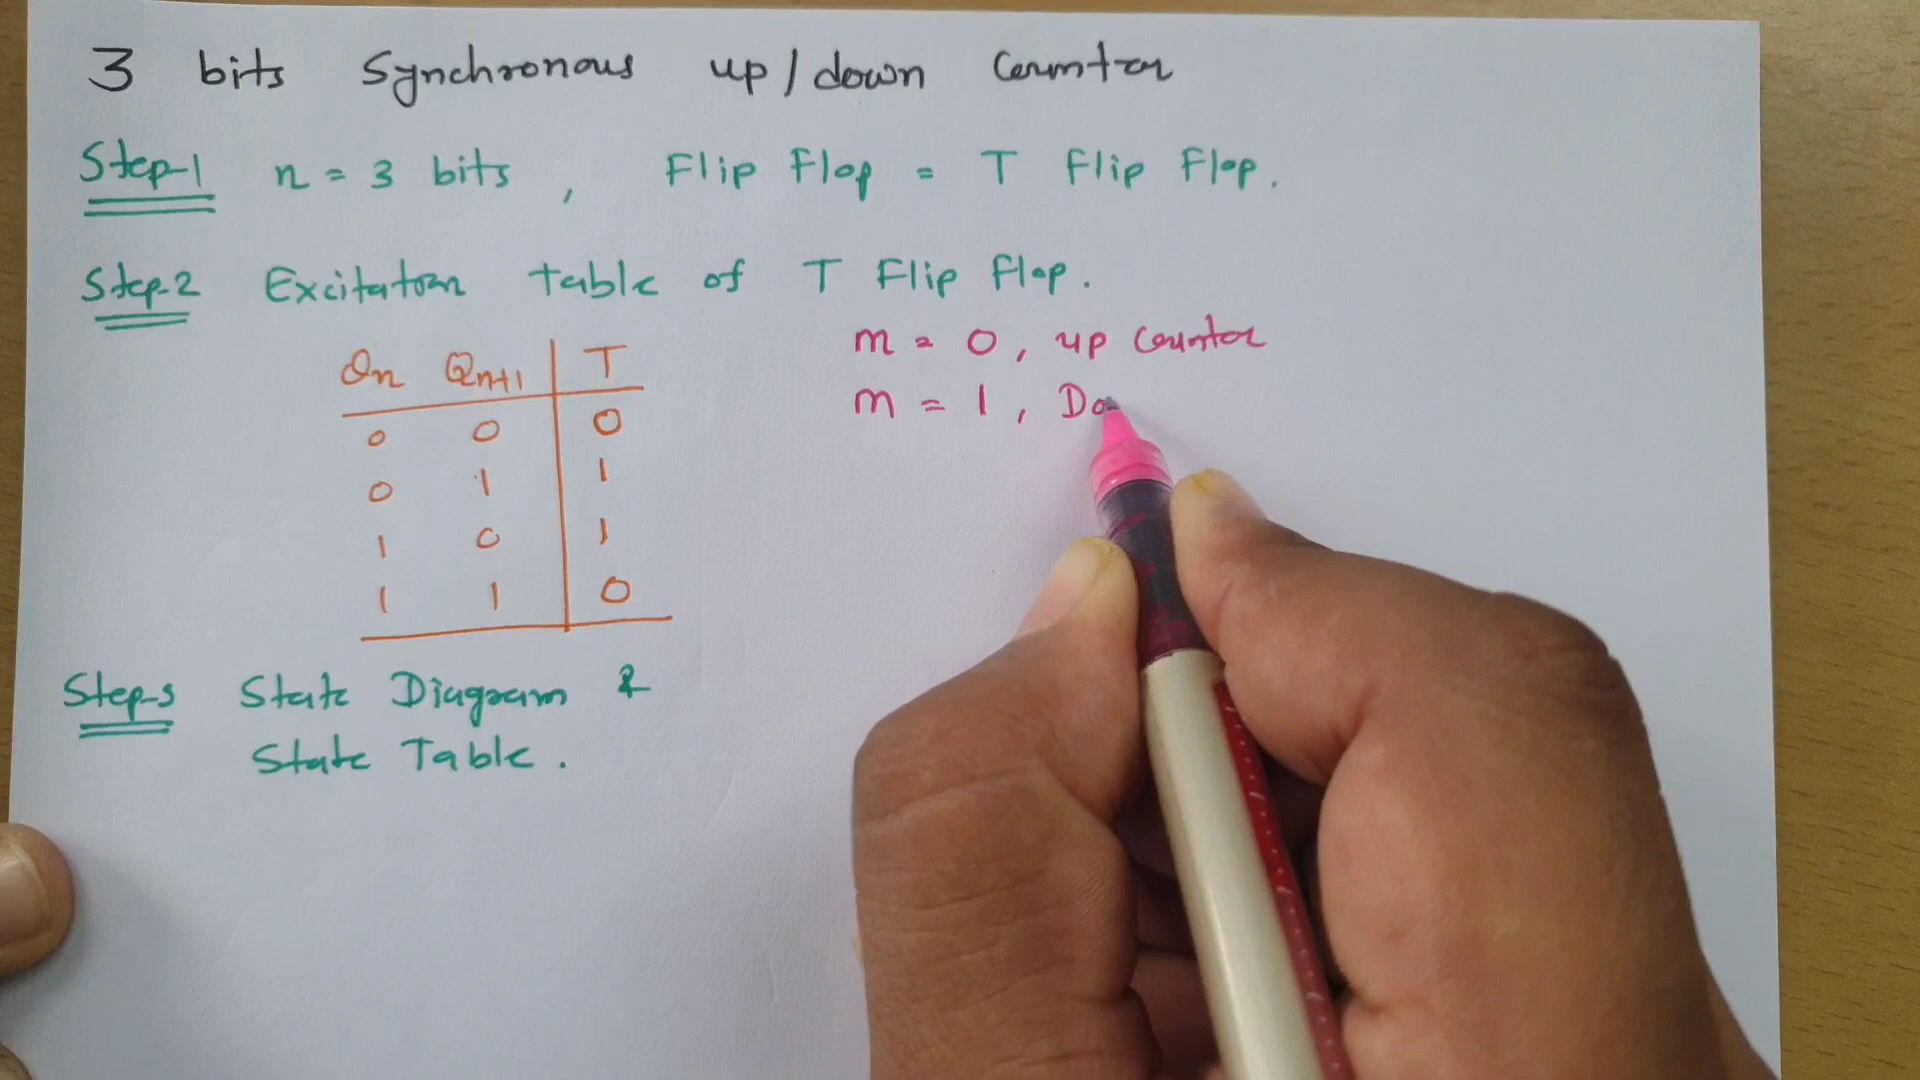 3 bits Synchronous up/down Counter
Step-1 n = 3 bits , Flip Flop = T Flip Flop.
Step-2 Excitation table of T Flip Flop.
m = 0, up Counter
m = 1, Do
Qn Qn+1 T
0 0 0
0 1 1
1 0 1
1 1 0
Step-3 State Diagram &
State Table.